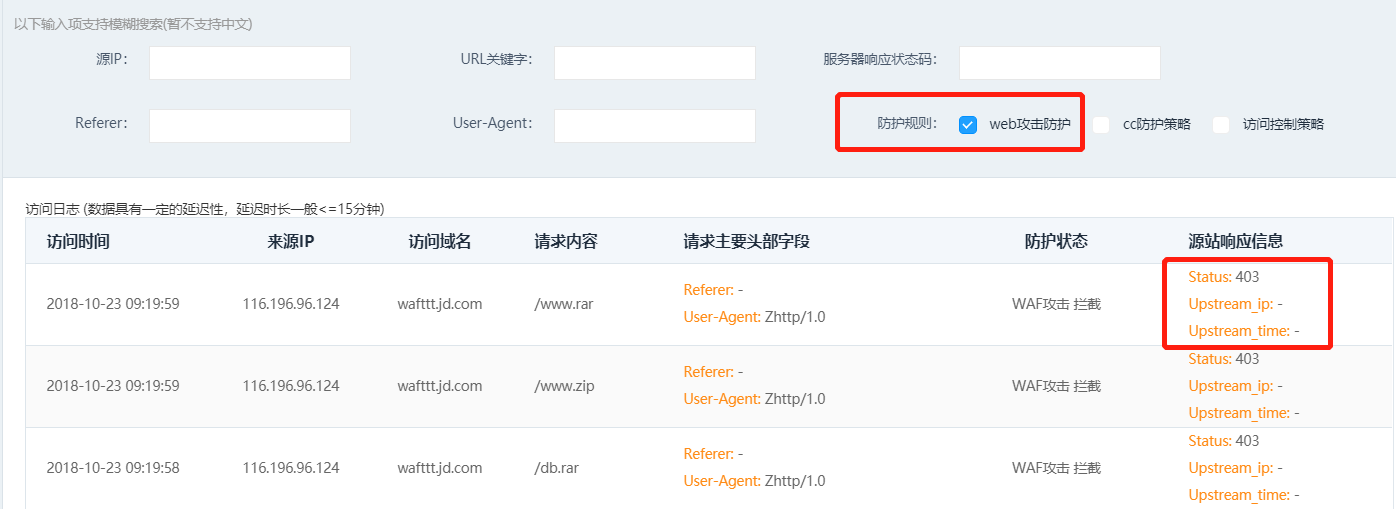 以下输入项支持模糊搜索(暂不支持中文)
源IP: URL关键字: 服务器响应状态码:
Referer: User-Agent: 防护规则: web攻击防护 cc防护策略 访问控制策略
访问日志 (数据具有一定的延迟性，延迟时长一般<=15分钟)
访问时间 来源IP 访问域名 请求内容 请求主要头部字段 防护状态 源站响应信息
Status: 403
2018-10-23 09:19:59 116.196.96.124 wafttt.jd.com /www.rar Referer: - WAF攻击 拦截 Upstream_ip: -
User-Agent: Zhttp/1.0 Upstream_time: -
Status: 403
2018-10-23 09:19:59 116.196.96.124 wafttt.jd.com /www.zip Referer: - WAF攻击 拦截 Upstream_ip: -
User-Agent: Zhttp/1.0 Upstream_time: -
Status: 403
2018-10-23 09:19:58 116.196.96.124 wafttt.jd.com /db.rar Referer: - WAF攻击 拦截 Upstream_ip: -
User-Agent: Zhttp/1.0 Upstream_time: -